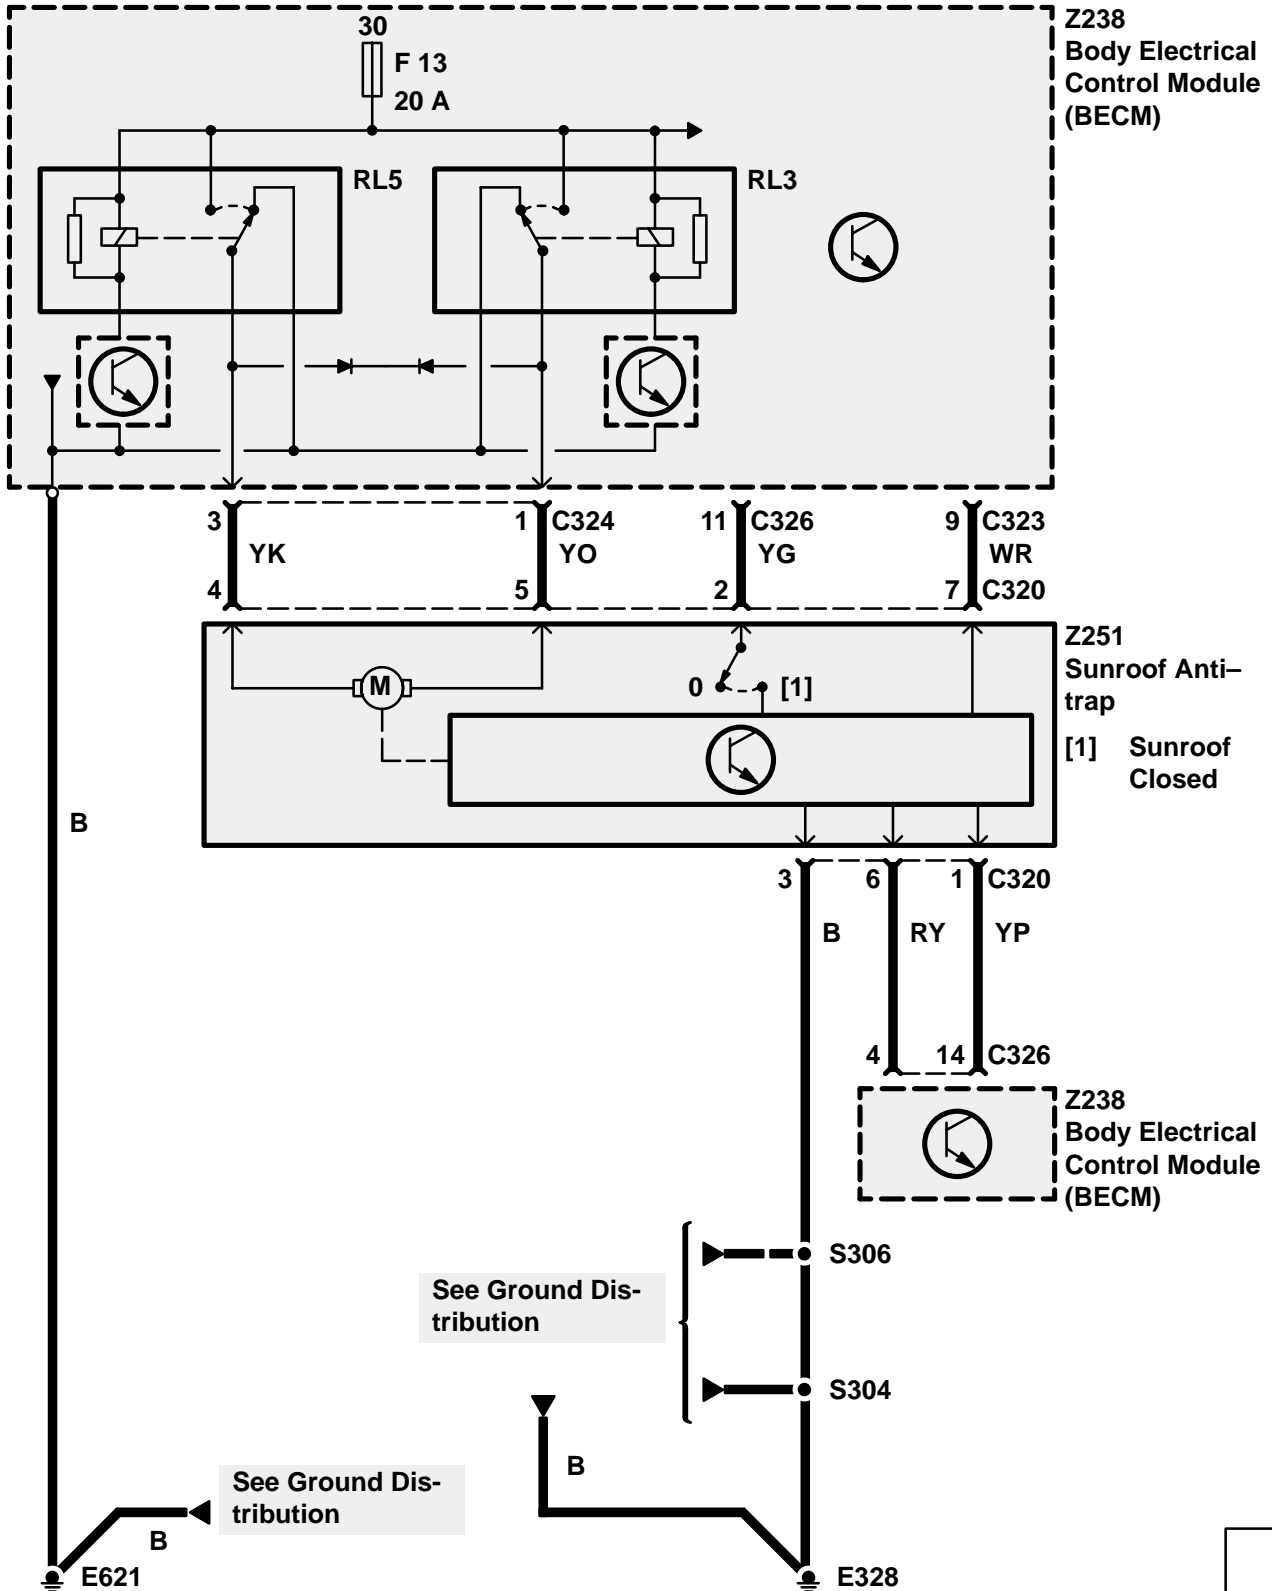 30
F 13
20 A
Z238
Body Electrical
Control Module
(BECM)
RL5
RL3
3
1
C324
11
C326
9
C323
YK
YO
YG
WR
4
5
2
7
C320
Z251
Sunroof Anti–
trap
[1] Sunroof
Closed
M
0
[1]
B
3
6
1
C320
B
RY
YP
4
14
C326
Z238
Body Electrical
Control Module
(BECM)
S306
See Ground Dis-
tribution
S304
B
See Ground Dis-
tribution
B
E621
E328